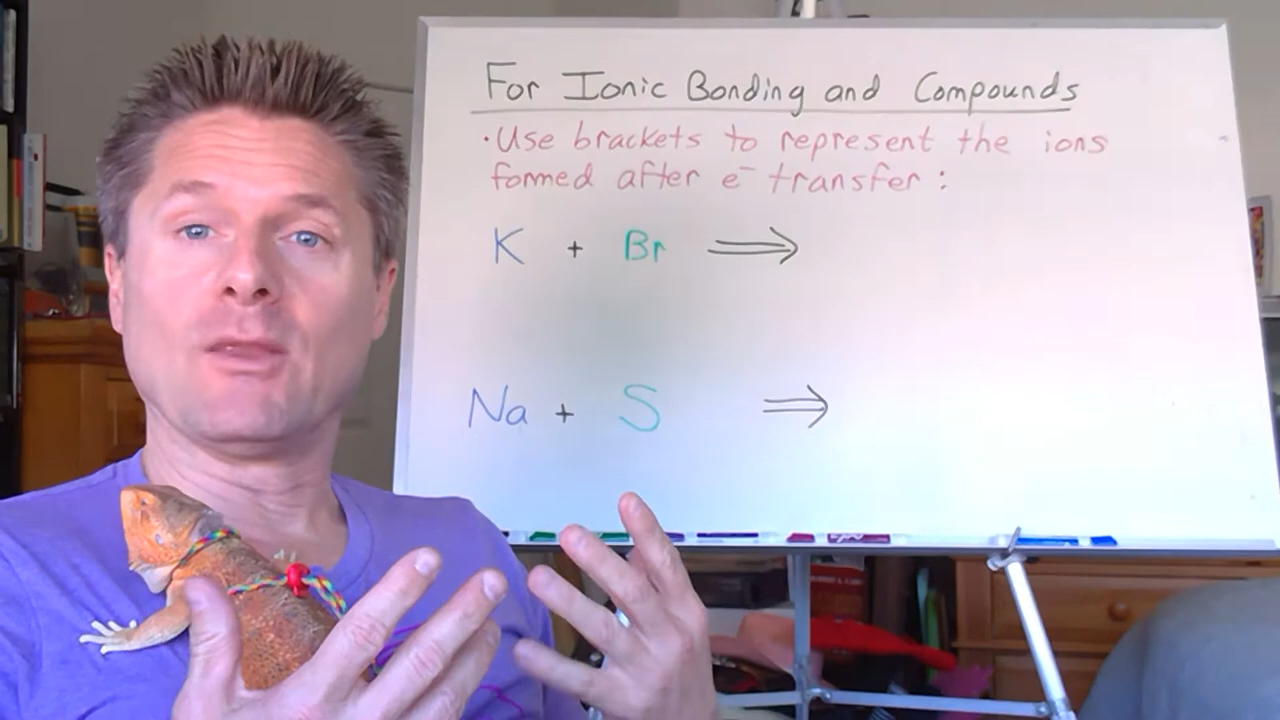 For Ionic Bonding and Compounds
• Use brackets to represent the ions
formed after e⁻ transfer :
K + Br ⟹
Na + S ⟹